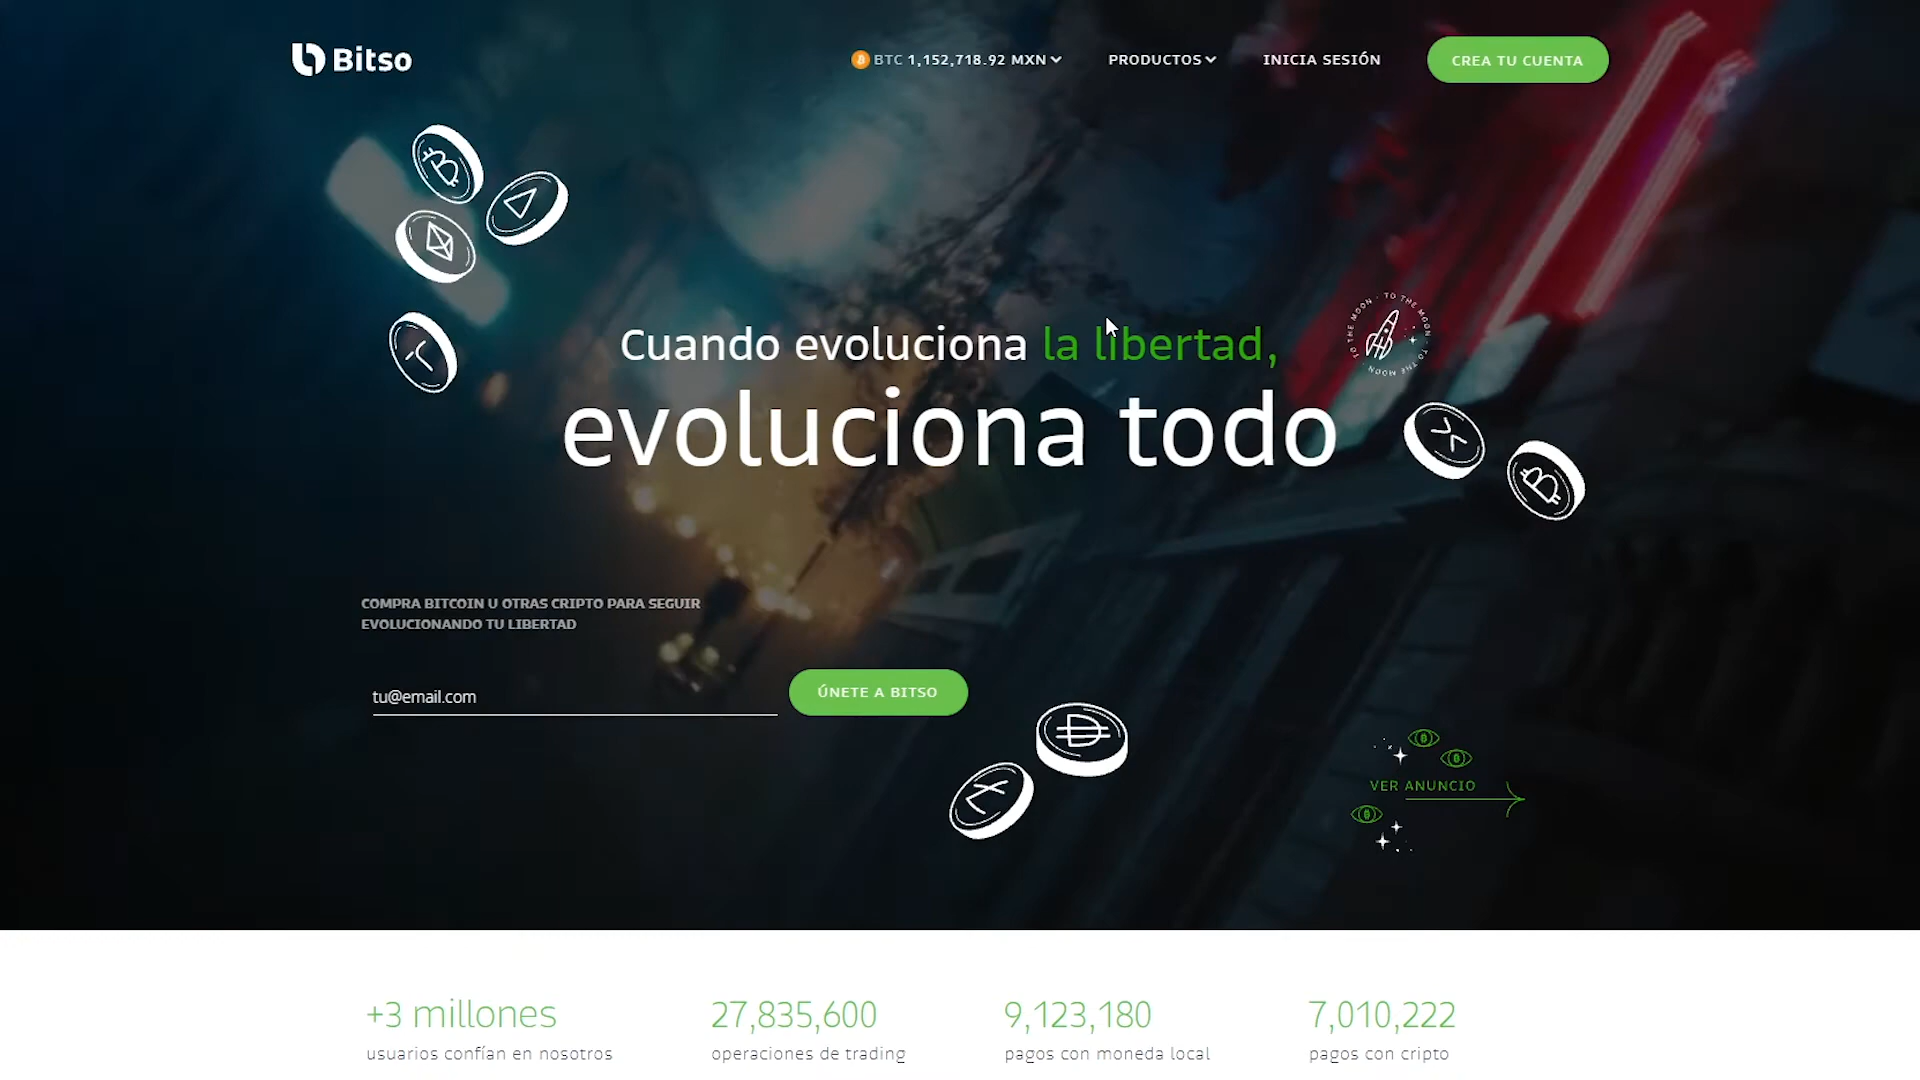 Bitso
BTC 1,152,718.92 MXN
PRODUCTOS
INICIA SESIÓN
CREA TU CUENTA
TO THE MOON · TO THE MOON · TO THE MOON ·
Cuando evoluciona la libertad,
evoluciona todo
COMPRA BITCOIN U OTRAS CRIPTO PARA SEGUIR
EVOLUCIONANDO TU LIBERTAD
tu@email.com
ÚNETE A BITSO
VER ANUNCIO
+3 millones
usuarios confían en nosotros
27,835,600
operaciones de trading
9,123,180
pagos con moneda local
7,010,222
pagos con cripto